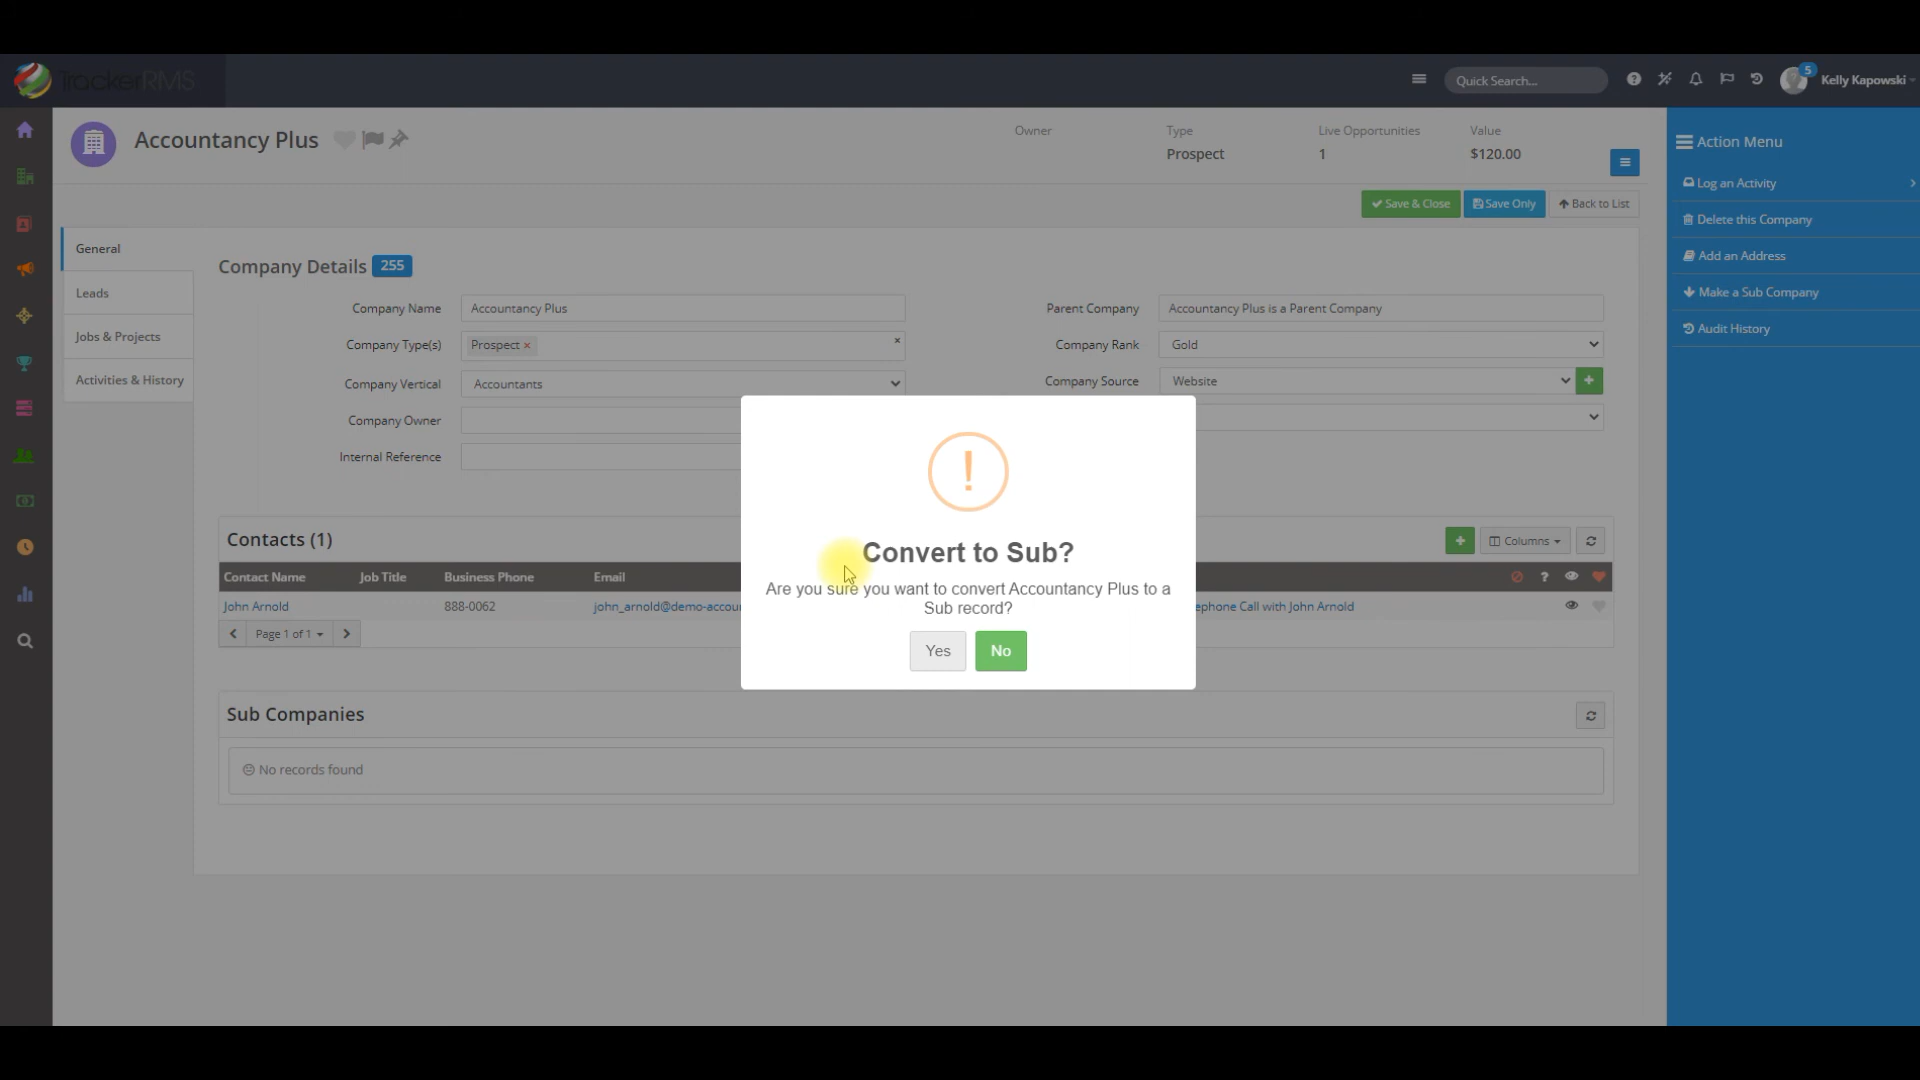 TrackerRMS
Quick Search...
5
Kelly Kapowski
Accountancy Plus
Owner
Type
Prospect
Live Opportunities
1
Value
$120.00
Action Menu
Log an Activity
Delete this Company
Add an Address
Make a Sub Company
Audit History
Save & Close
Save Only
Back to List
General
Leads
Jobs & Projects
Activities & History
Company Details 255
Company Name Accountancy Plus
Parent Company Accountancy Plus is a Parent Company
Company Type(s) Prospect × ×
Company Rank Gold
Company Vertical Accountants
Company Source Website
Company Owner
Internal Reference
Convert to Sub?
Are you sure you want to convert Accountancy Plus to a
Sub record?
Yes No
Contacts (1)
Columns
Contact Name Job Title Business Phone Email
John Arnold 888-0062 john_arnold@demo-accou ephone Call with John Arnold
Page 1 of 1
Sub Companies
No records found